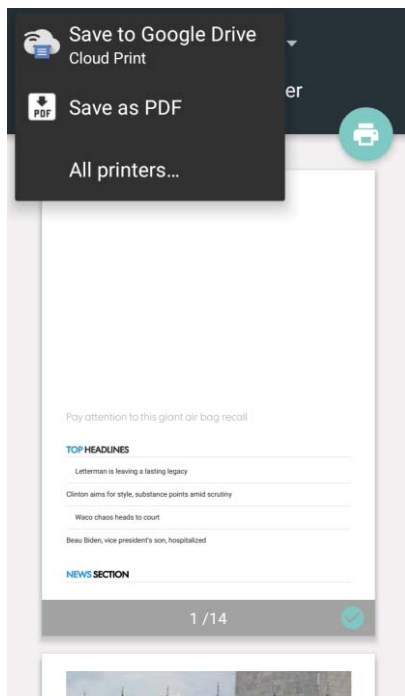 Save to Google Drive
Cloud Print
er
PDF
Save as PDF
All printers…
Pay attention to this giant air bag recall
TOP HEADLINES
Letterman is leaving a lasting legacy
Clinton aims for style, substance points amid scrutiny
Waco chaos heads to court
Beau Biden, vice president's son, hospitalized
NEWS SECTION
1 /14